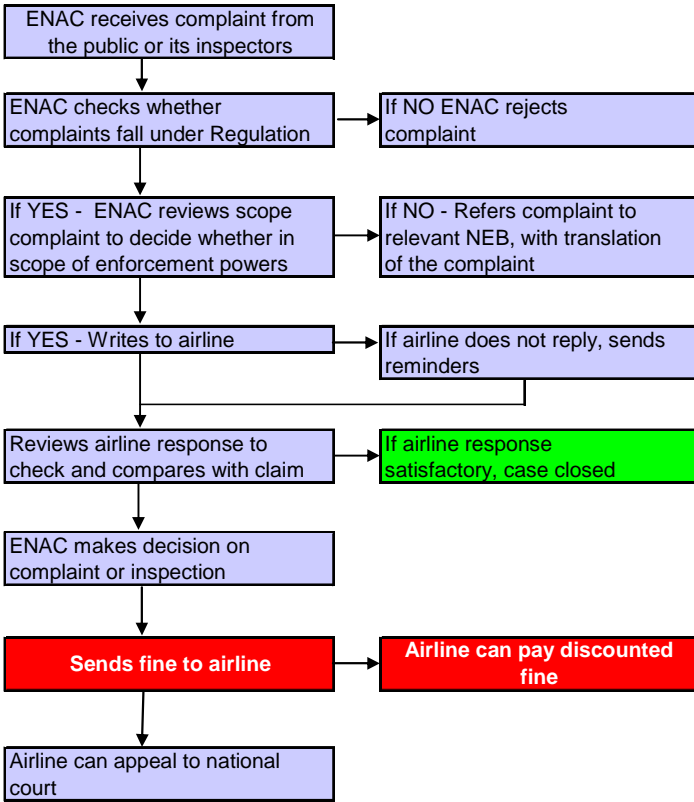 ENAC receives complaint from
the public or its inspectors
ENAC checks whether
complaints fall under Regulation
If NO ENAC rejects
complaint
If YES - ENAC reviews scope
complaint to decide whether in
scope of enforcement powers
If NO - Refers complaint to
relevant NEB, with translation
of the complaint
If YES - Writes to airline
If airline does not reply, sends
reminders
Reviews airline response to
check and compares with claim
If airline response
satisfactory, case closed
ENAC makes decision on
complaint or inspection
Sends fine to airline
Airline can pay discounted
fine
Airline can appeal to national
court